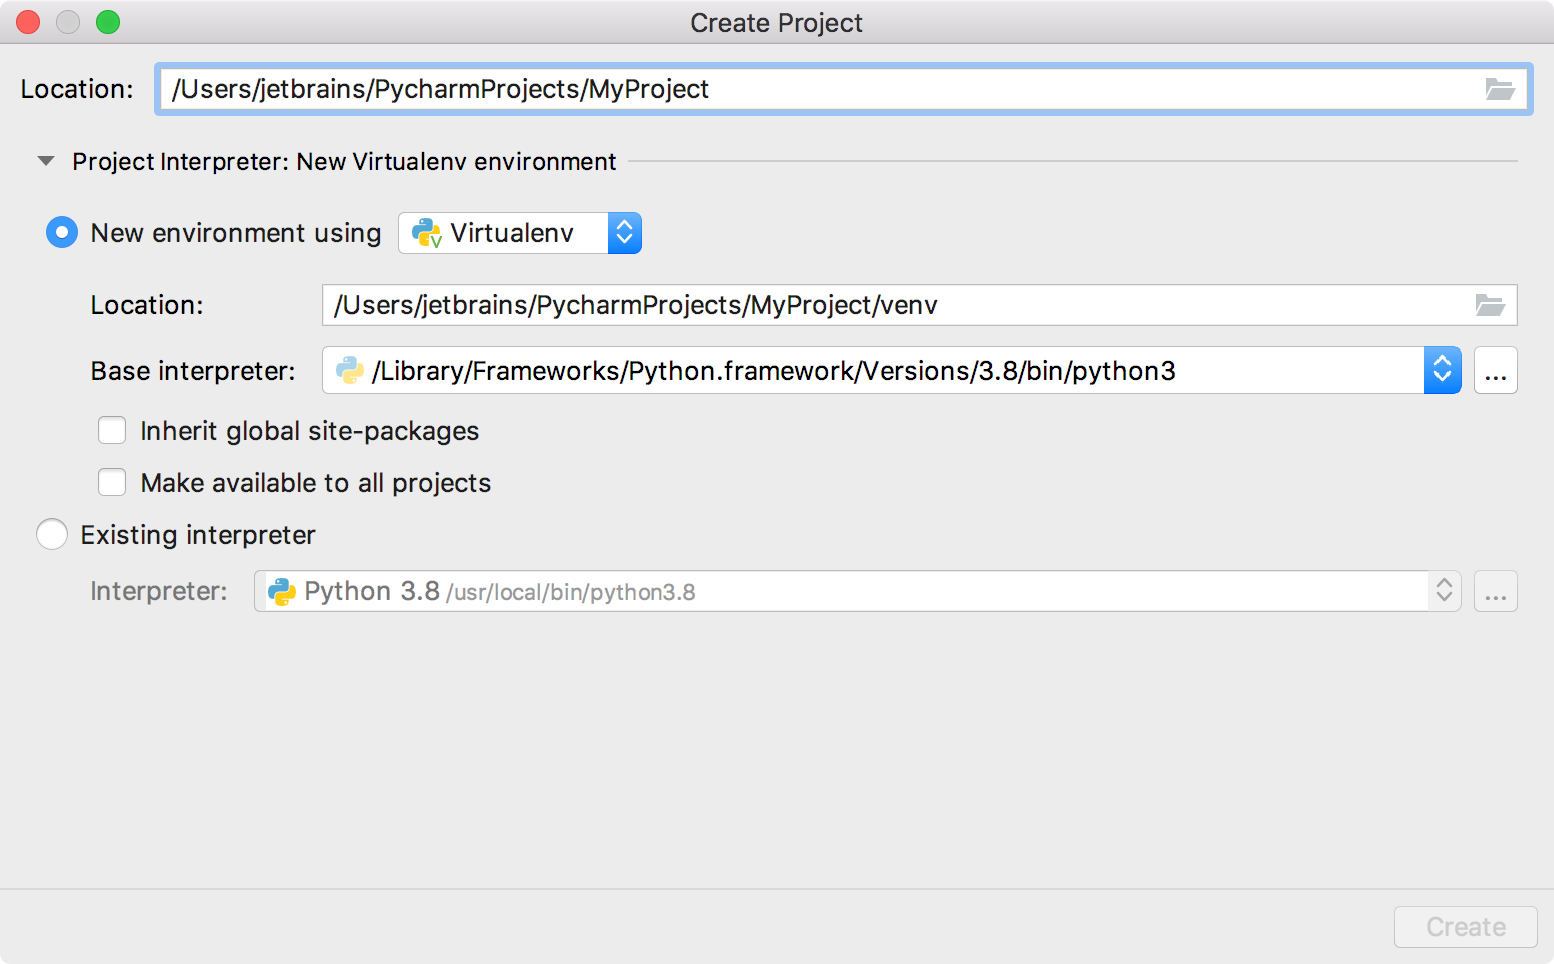 Create Project
Location: /Users/jetbrains/PycharmProjects/MyProject
Project Interpreter: New Virtualenv environment
New environment using Virtualenv
Location: /Users/jetbrains/PycharmProjects/MyProject/venv
Base interpreter: /Library/Frameworks/Python.framework/Versions/3.8/bin/python3 ...
Inherit global site-packages
Make available to all projects
Existing interpreter
Interpreter: Python 3.8 /usr/local/bin/python3.8 ...
Create